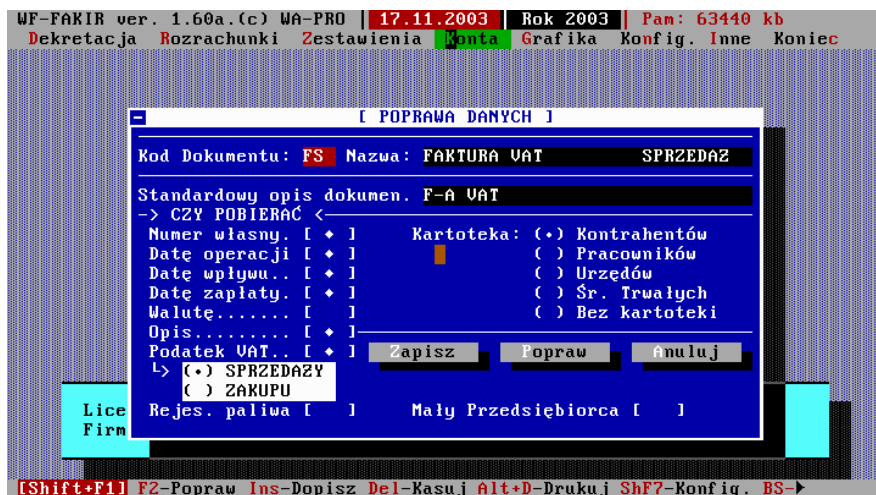 WF-FAKIR ver. 1.60a.(c) WA-PRO | 17.11.2003 | Rok 2003 | Pam: 63440 kb
Dekretacja Rozrachunki Zestawienia Konta Grafika Konfig. Inne Koniec
[ POPRAWA DANYCH ]
Kod Dokumentu: FS Nazwa: FAKTURA VAT SPRZEDAZ
Standardowy opis dokumen. F-A VAT
-> CZY POBIERAĆ <
Numer własny. [ ♦ ] Kartoteka: (•) Kontrahentów
Datę operacji [ ♦ ] ( ) Pracowników
Datę wpływu.. [ ♦ ] ( ) Urzędów
Datę zapłaty. [ ♦ ] ( ) Śr. Trwałych
Walutę....... [ ] ( ) Bez kartoteki
Opis......... [ ♦ ]
Podatek VAT.. [ ♦ ] Zapisz Popraw Anuluj
└> (•) SPRZEDAŻY
( ) ZAKUPU
Lice Rejes. paliwa [ ] Mały Przedsiębiorca [ ]
Firm
[Shift+F1] F2-Popraw Ins-Dopisz Del-Kasuj Alt+D-Drukuj ShF7-Konfig. BS-►